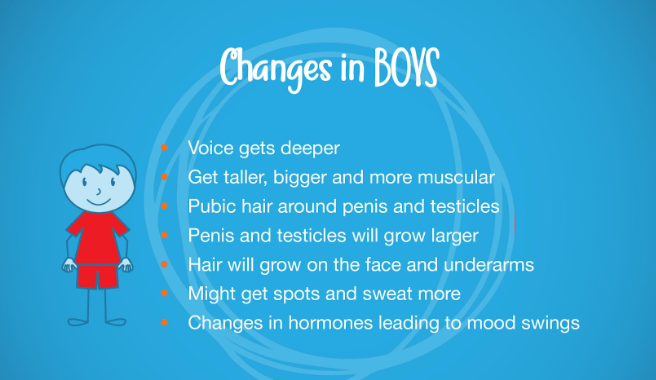 Changes in BOYS
• Voice gets deeper
• Get taller, bigger and more muscular
• Pubic hair around penis and testicles
• Penis and testicles will grow larger
• Hair will grow on the face and underarms
• Might get spots and sweat more
• Changes in hormones leading to mood swings